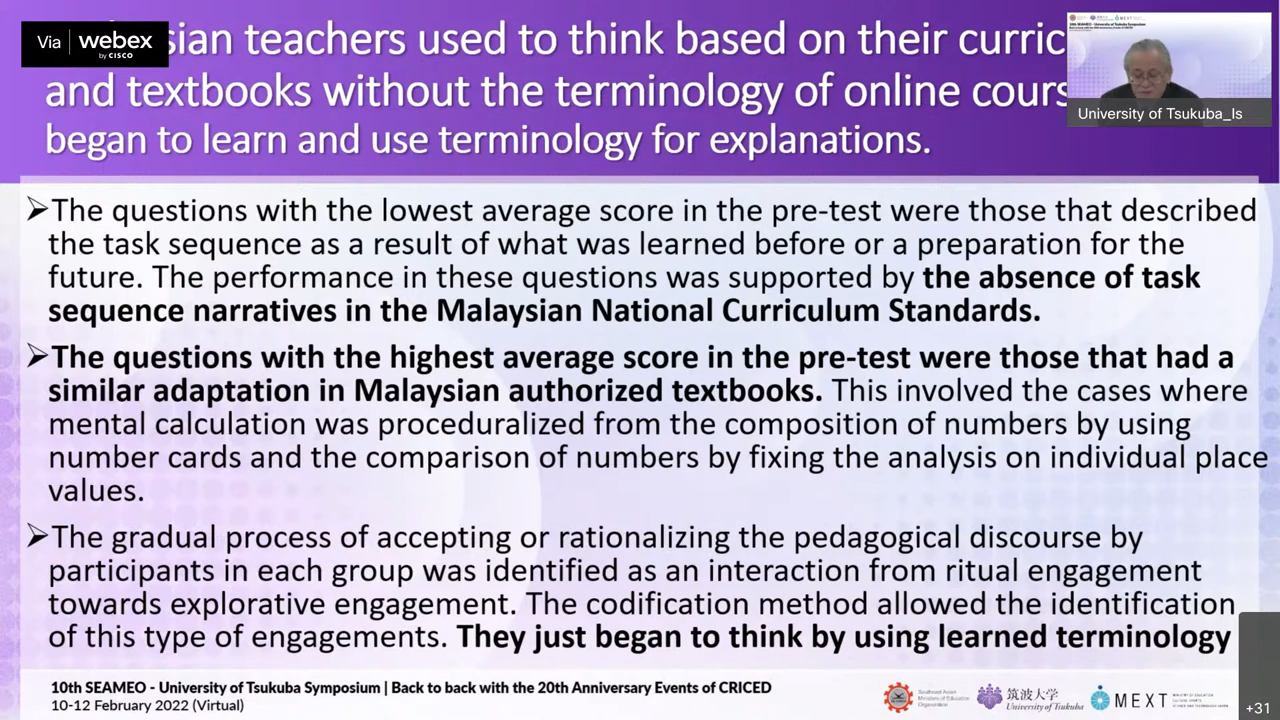 Via webex
by CISCO
sian teachers used to think based on their curric
and textbooks without the terminology of online cours
began to learn and use terminology for explanations.
University of Tsukuba_Is
➢The questions with the lowest average score in the pre-test were those that described
the task sequence as a result of what was learned before or a preparation for the
future. The performance in these questions was supported by the absence of task
sequence narratives in the Malaysian National Curriculum Standards.
➢The questions with the highest average score in the pre-test were those that had a
similar adaptation in Malaysian authorized textbooks. This involved the cases where
mental calculation was proceduralized from the composition of numbers by using
number cards and the comparison of numbers by fixing the analysis on individual place
values.
➢The gradual process of accepting or rationalizing the pedagogical discourse by
participants in each group was identified as an interaction from ritual engagement
towards explorative engagement. The codification method allowed the identification
of this type of engagements. They just began to think by using learned terminology
10th SEAMEO - University of Tsukuba Symposium | Back to back with the 20th Anniversary Events of CRICED
10-12 February 2022 (Virtual)
Southeast Asian
Ministers of Education
Organization
筑波大学
University of Tsukuba
MEXT
+31